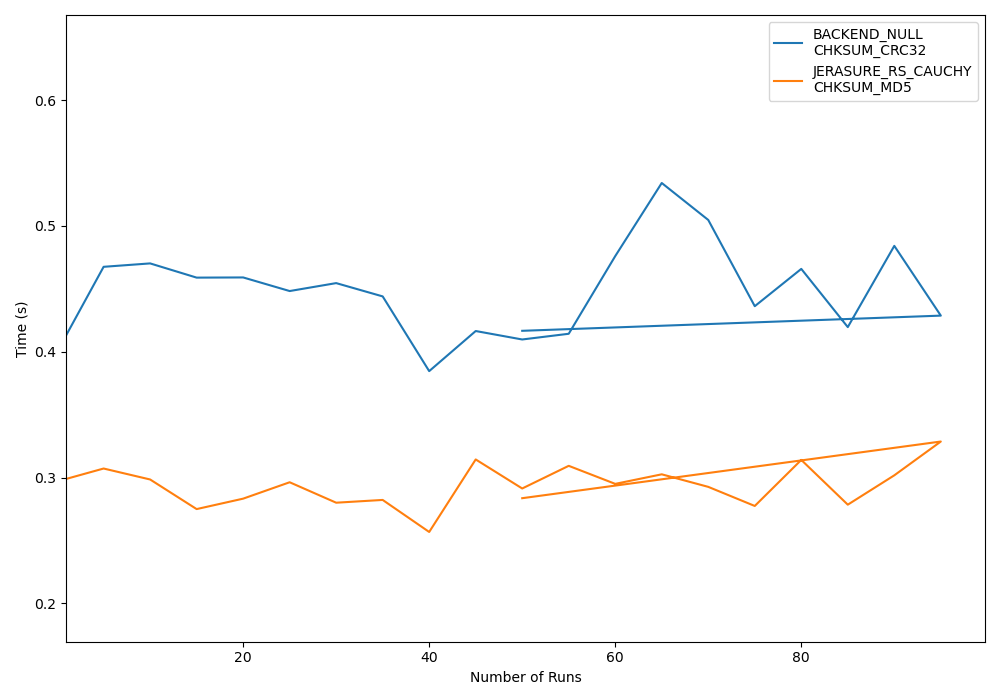 BACKEND_NULL
CHKSUM_CRC32
JERASURE_RS_CAUCHY
CHKSUM_MD5
0.6
0.5
0.4
0.3
0.2
Time (s)
20
40
60
80
Number of Runs